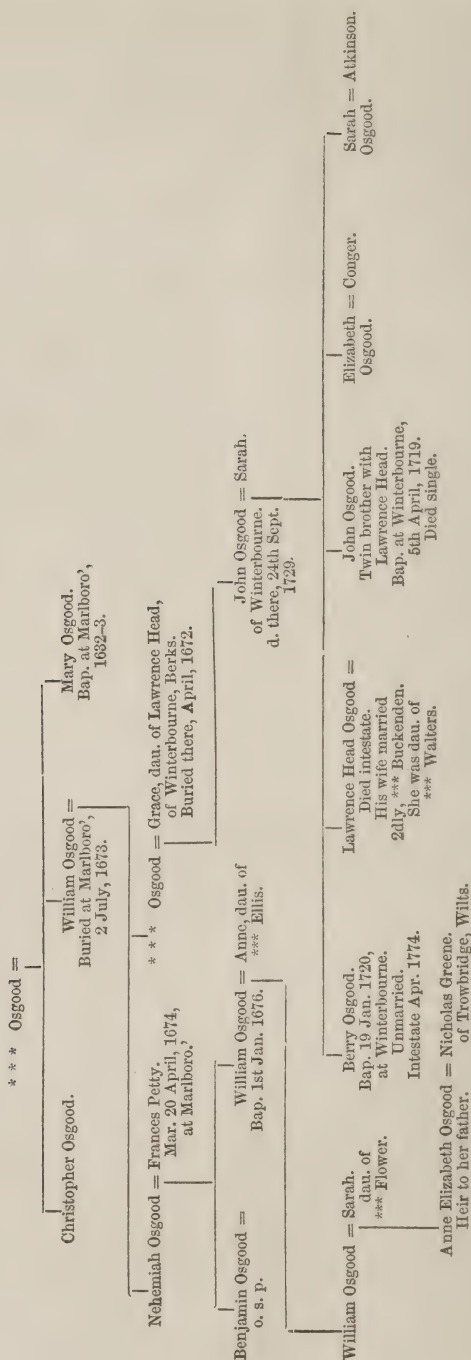 * * * Osgood =
Christopher Osgood.
William Osgood =
Buried at Marlboro',
2 July, 1673.
Mary Osgood.
Bap. at Marlboro',
1632-3.
Nehemiah Osgood = Frances Petty.
Mar. 20 April, 1674,
at Marlboro.'
* * * Osgood = Grace, dau. of Lawrence Head,
of Winterbourne, Berks.
Buried there, April, 1672.
Benjamin Osgood =
o. s. p.
William Osgood = Anne, dau. of
Bap. 1st Jan. 1676. *** Ellis.
John Osgood = Sarah.
of Winterbourne.
d. there, 24th Sept.
1729.
William Osgood = Sarah.
dau. of
*** Flower.
Berry Osgood.
Bap. 19 Jan. 1720,
at Winterbourne.
Unmarried.
Intestate Apr. 1774.
Lawrence Head Osgood =
Died intestate.
His wife married
2dly, *** Buckenden.
She was dau. of
*** Walters.
John Osgood.
Twin brother with
Lawrence Head.
Bap. at Winterbourne,
5th April, 1719.
Died single.
Elizabeth = Conger.
Osgood.
Sarah = Atkinson.
Osgood.
Anne Elizabeth Osgood = Nicholas Greene.
Heir to her father. of Trowbridge, Wilts.